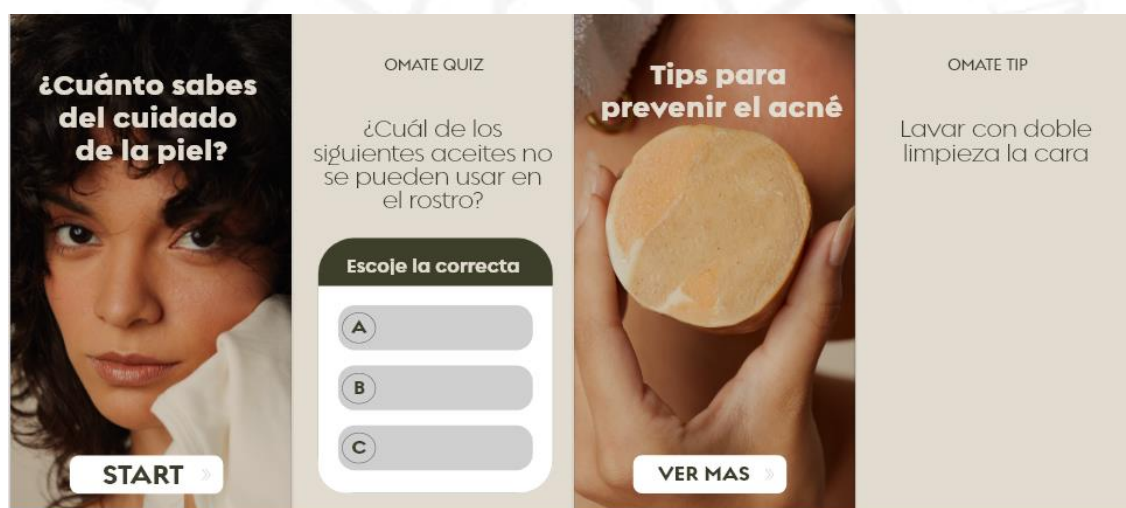 ¿Cuánto sabes
del cuidado
de la piel?
START
OMATE QUIZ
¿Cuál de los
siguientes aceites no
se pueden usar en
el rostro?
Escoje la correcta
A
B
C
Tips para
prevenir el acné
VER MAS
OMATE TIP
Lavar con doble
limpieza la cara